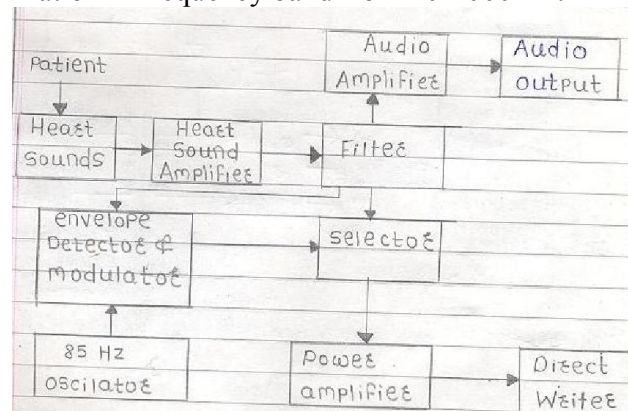 Audio
Amplifier
Audio
output
Patient
Heart
Sounds
Heart
Sound
Amplifier
Filter
envelope
Detector &
modulator
selector
85 Hz
Oscilator
Power
amplifier
Direct
Writer